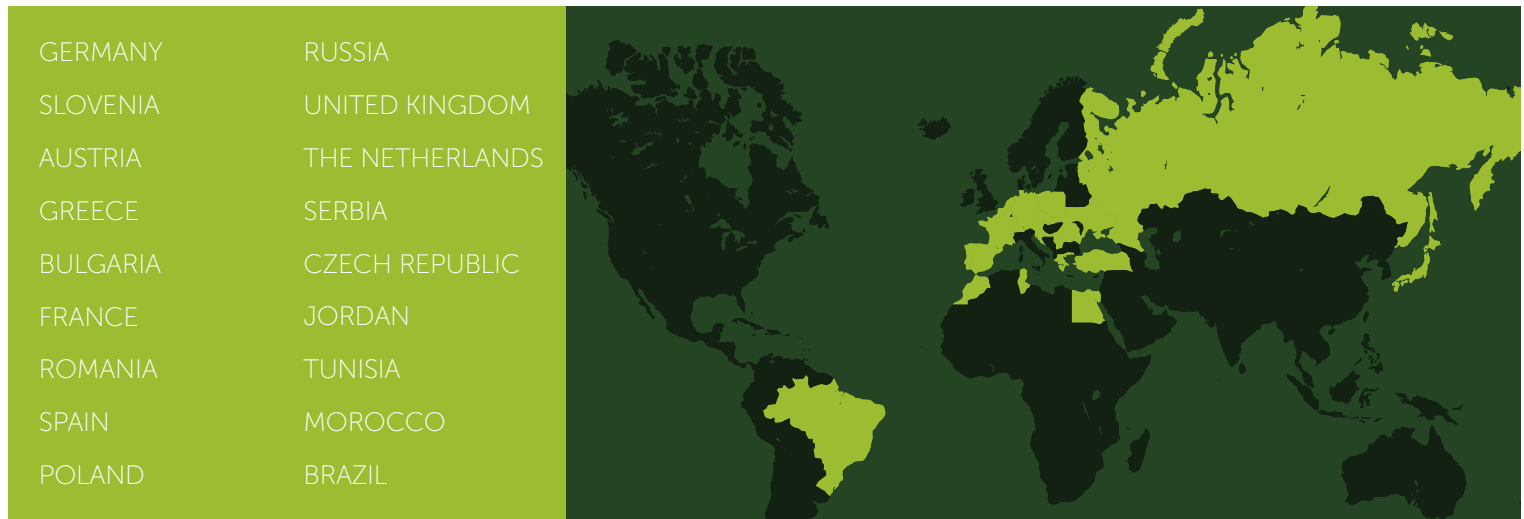 GERMANY
SLOVENIA
AUSTRIA
GREECE
BULGARIA
FRANCE
ROMANIA
SPAIN
POLAND
RUSSIA
UNITED KINGDOM
THE NETHERLANDS
SERBIA
CZECH REPUBLIC
JORDAN
TUNISIA
MOROCCO
BRAZIL